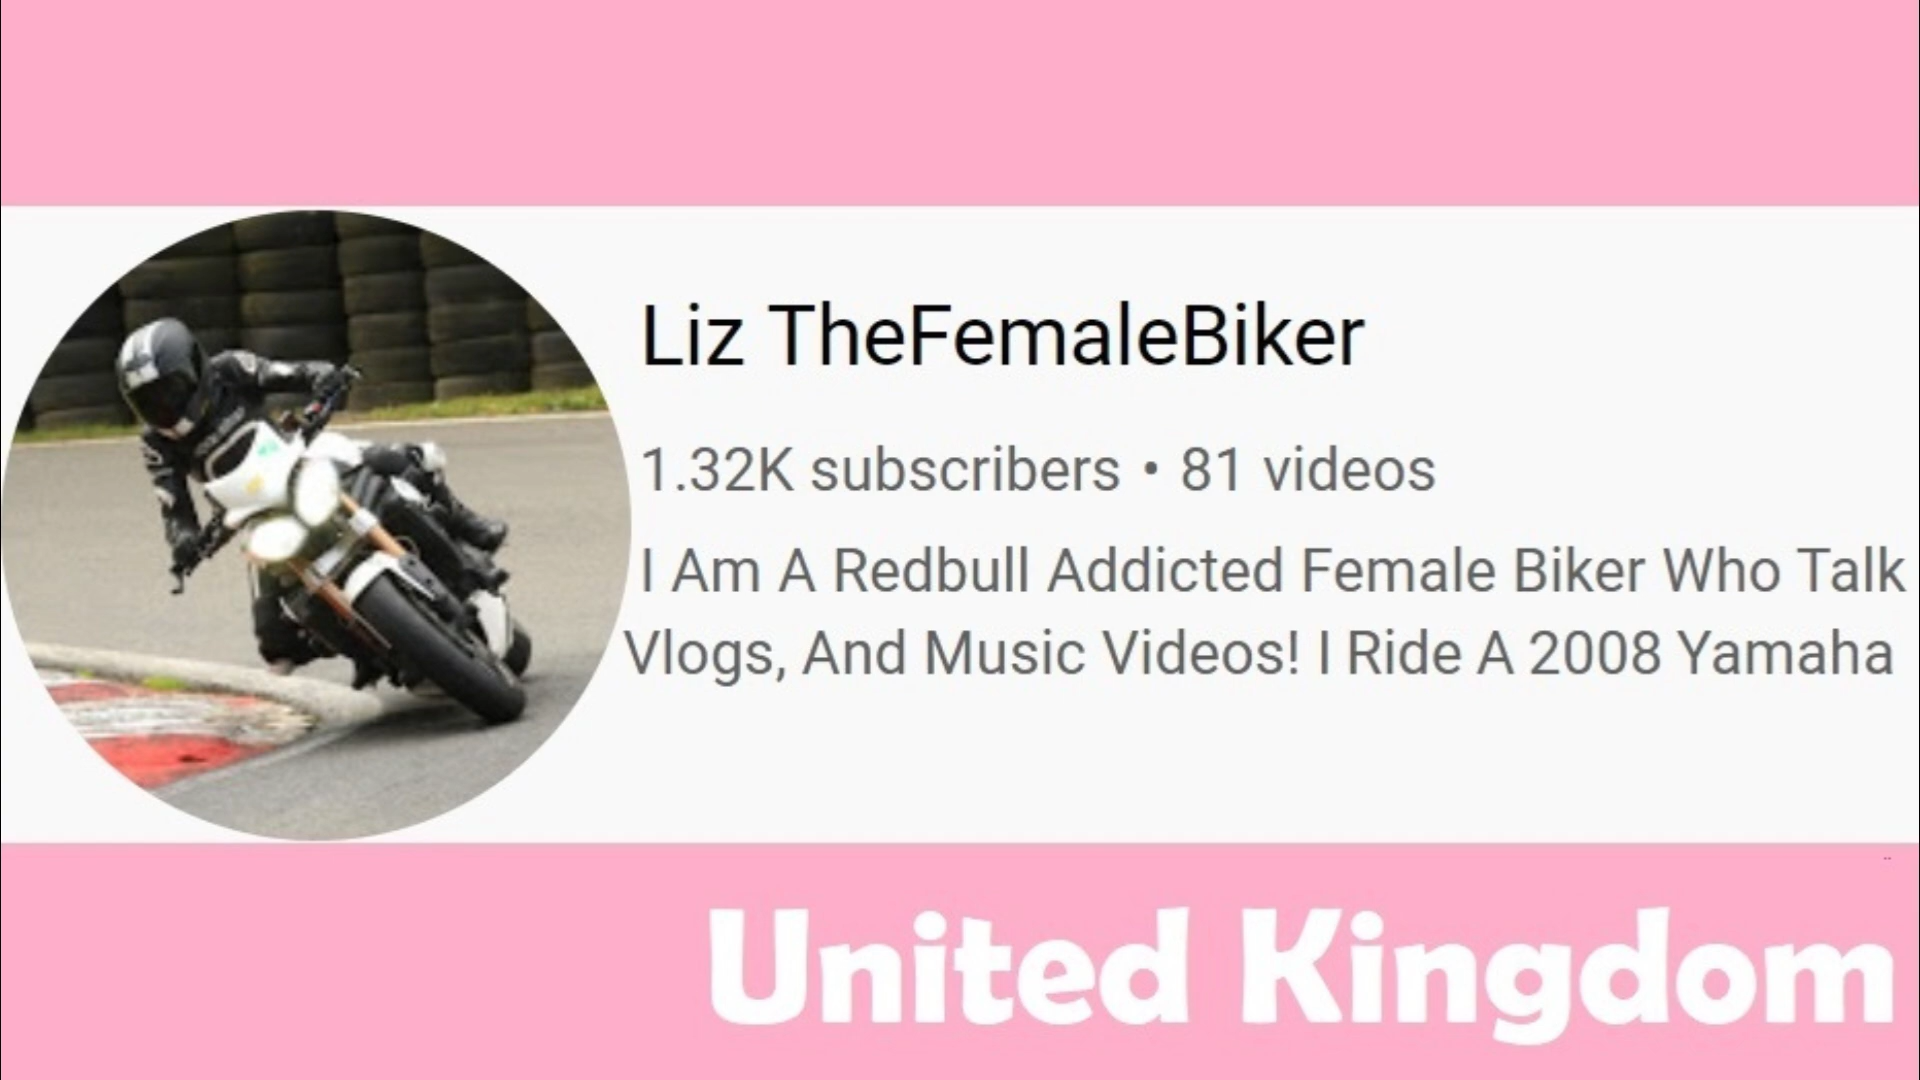 Liz TheFemaleBiker
1.32K subscribers • 81 videos
I Am A Redbull Addicted Female Biker Who Talk
Vlogs, And Music Videos! I Ride A 2008 Yamaha
United Kingdom